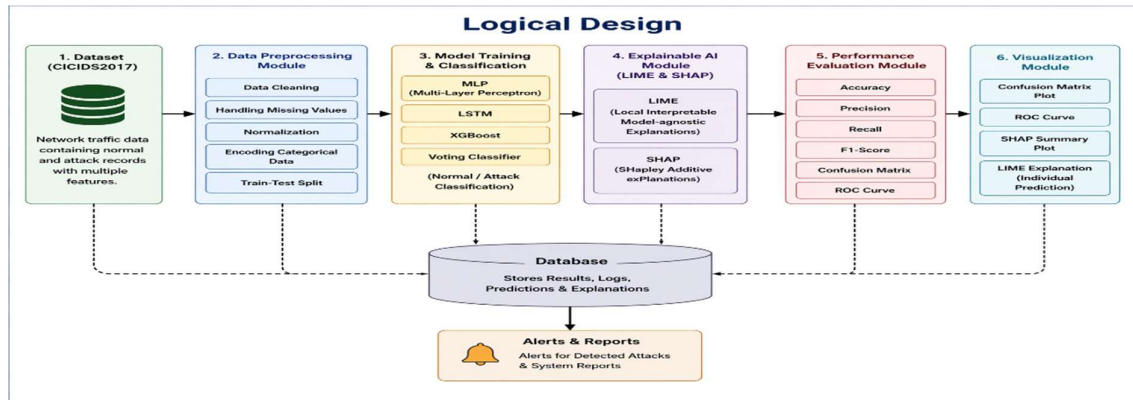 Logical Design
1. Dataset
(CICIDS2017)
Network traffic data
containing normal
and attack records
with multiple
features.
2. Data Preprocessing
Module
Data Cleaning
Handling Missing Values
Normalization
Encoding Categorical
Data
Train-Test Split
3. Model Training
& Classification
MLP
(Multi-Layer Perceptron)
LSTM
XGBoost
Voting Classifier
(Normal / Attack
Classification)
4. Explainable AI
Module
(LIME & SHAP)
LIME
(Local Interpretable
Model-agnostic
Explanations)
SHAP
(SHapley Additive
exPlanations)
5. Performance
Evaluation Module
Accuracy
Precision
Recall
F1-Score
Confusion Matrix
ROC Curve
6. Visualization
Module
Confusion Matrix
Plot
ROC Curve
SHAP Summary
Plot
LIME Explanation
(Individual
Prediction)
Database
Stores Results, Logs,
Predictions & Explanations
Alerts & Reports
Alerts for Detected Attacks
& System Reports